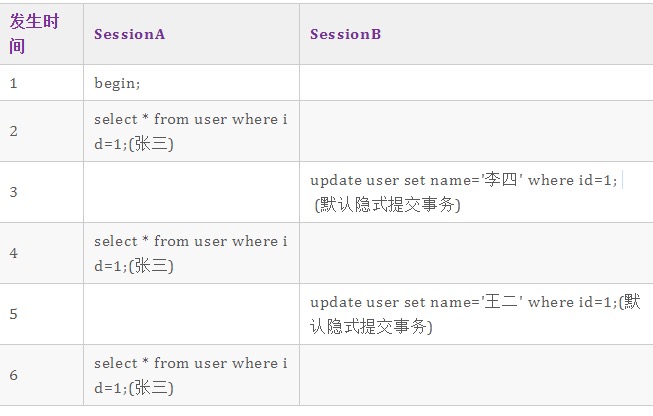 发生时
间
SessionA
SessionB
1
begin;
2
select * from user where i
d=1;(张三)
3
update user set name='李四' where id=1;
(默认隐式提交事务)
4
select * from user where i
d=1;(张三)
5
update user set name='王二' where id=1;(默
认隐式提交事务)
6
select * from user where i
d=1;(张三)